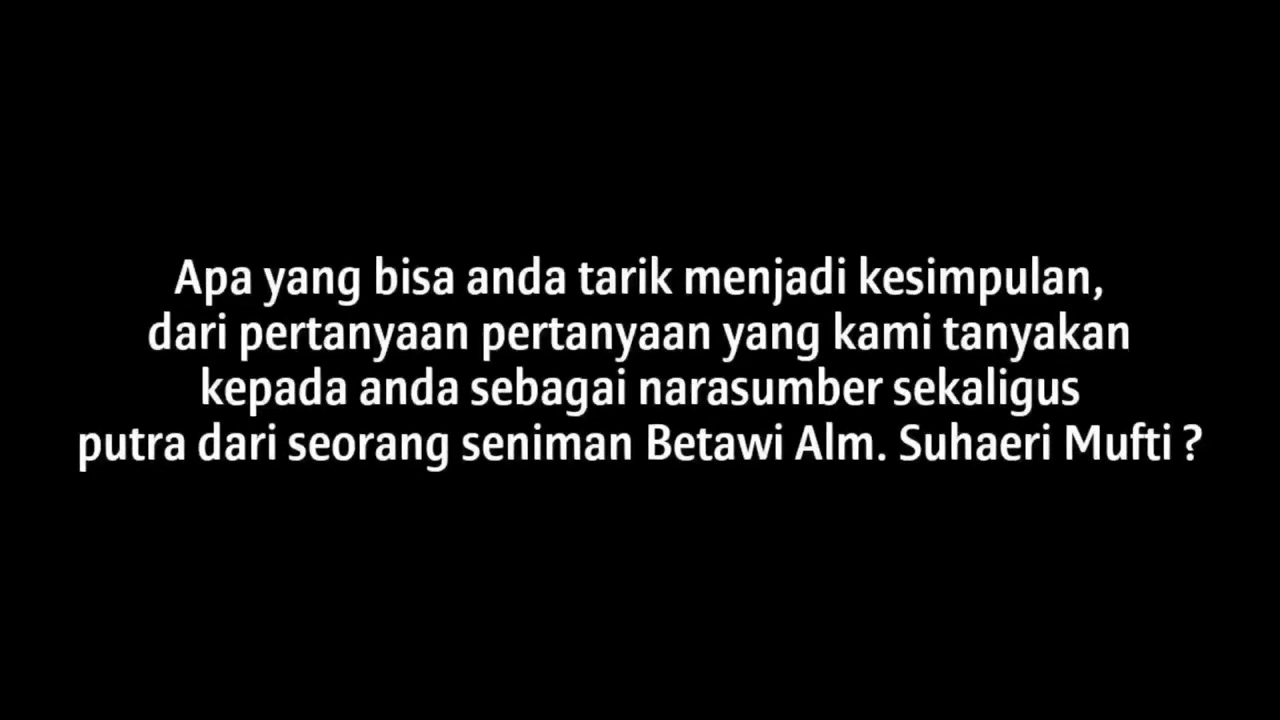 Apa yang bisa anda tarik menjadi kesimpulan,
dari pertanyaan pertanyaan yang kami tanyakan
kepada anda sebagai narasumber sekaligus
putra dari seorang seniman Betawi Alm. Suhaeri Mufti ?